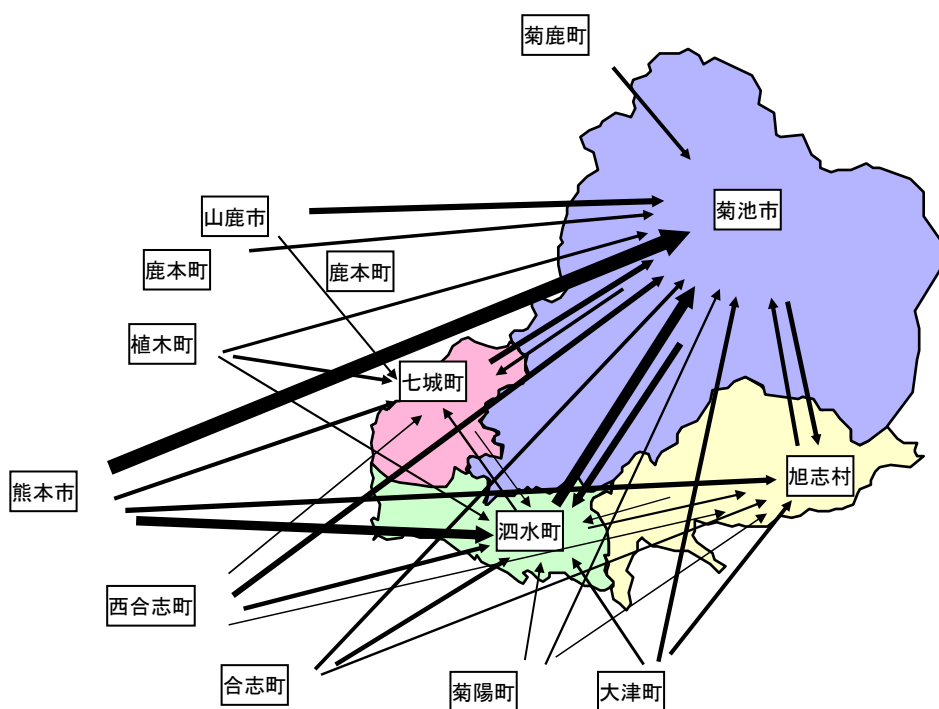 菊鹿町
山鹿市
菊池市
鹿本町
鹿本町
植木町
七城町
熊本市
旭志村
泗水町
西合志町
合志町
菊陽町
大津町